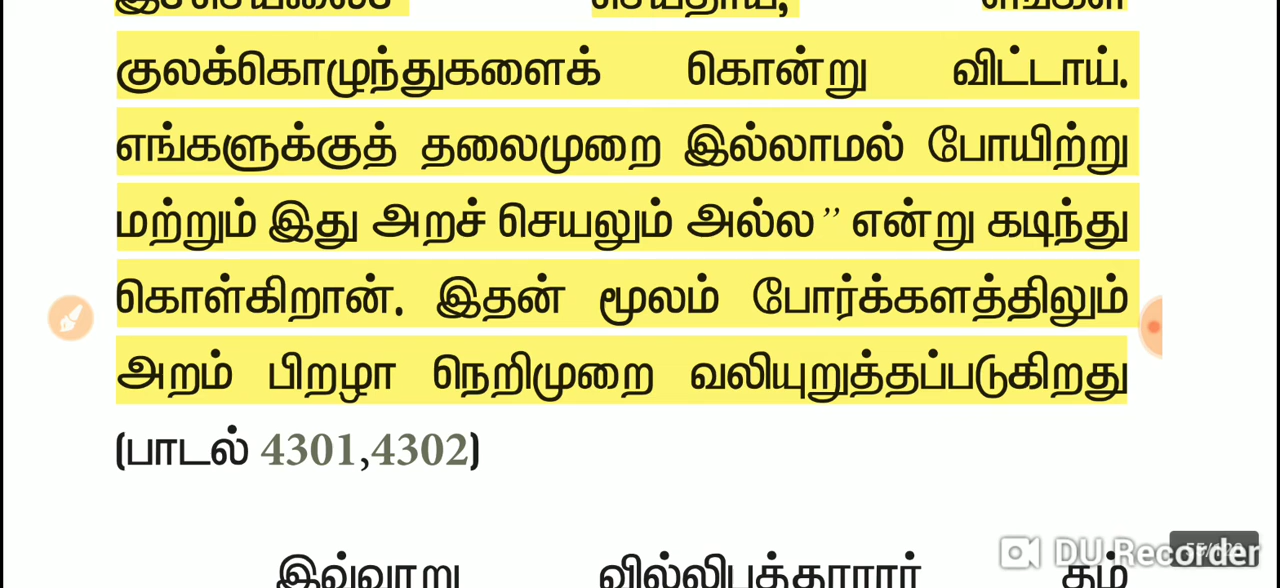 குலக்கொழுந்துகளைக் கொன்று விட்டாய்.
எங்களுக்குத் தலைமுறை இல்லாமல் போயிற்று
மற்றும் இது அறச் செயலும் அல்ல” என்று கடிந்து
கொள்கிறான். இதன் மூலம் போர்க்களத்திலும்
அறம் பிறழா நெறிமுறை வலியுறுத்தப்படுகிறது
(பாடல் 4301,4302)
இவ்வாறு வில்லிபுத்தூரார் தம்
DU Recorder